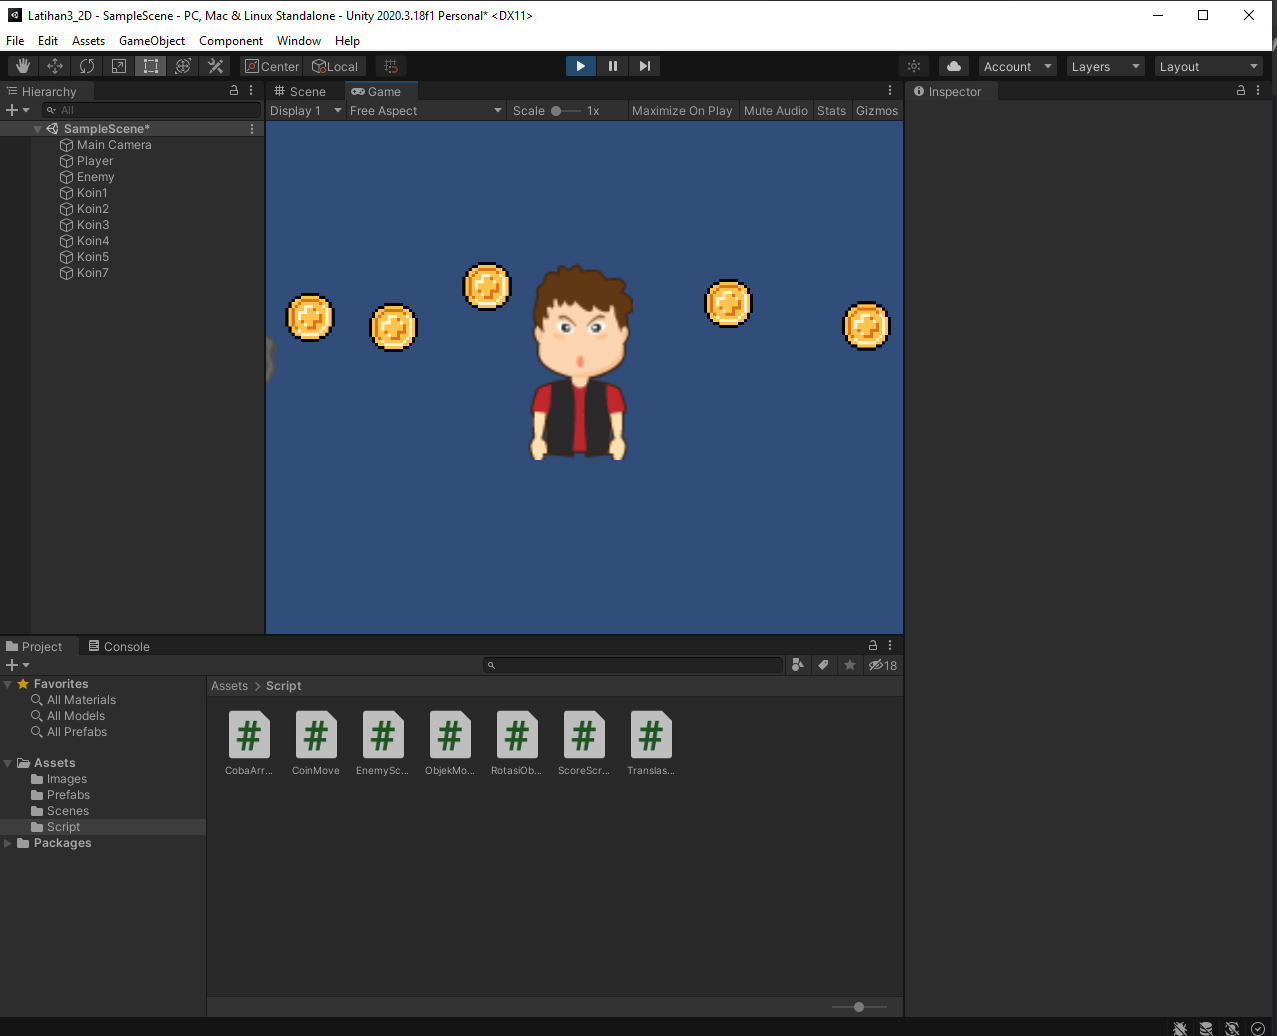 Latihan3_2D - SampleScene - PC, Mac & Linux Standalone - Unity 2020.3.18f1 Personal* <DX11>
File Edit Assets GameObject Component Window Help
Center Local Account Layers Layout
Hierarchy
All
SampleScene*
Main Camera
Player
Enemy
Koin1
Koin2
Koin3
Koin4
Koin5
Koin7
Scene Game
Display 1 Free Aspect Scale 1x Maximize On Play Mute Audio Stats Gizmos
Inspector
Project Console
18
Favorites
All Materials
All Models
All Prefabs
Assets
Images
Prefabs
Scenes
Script
Packages
Assets > Script
# # # # # # #
CobaArr... CoinMove EnemySc... ObjekMo... RotasiOb... ScoreScr... Translas...